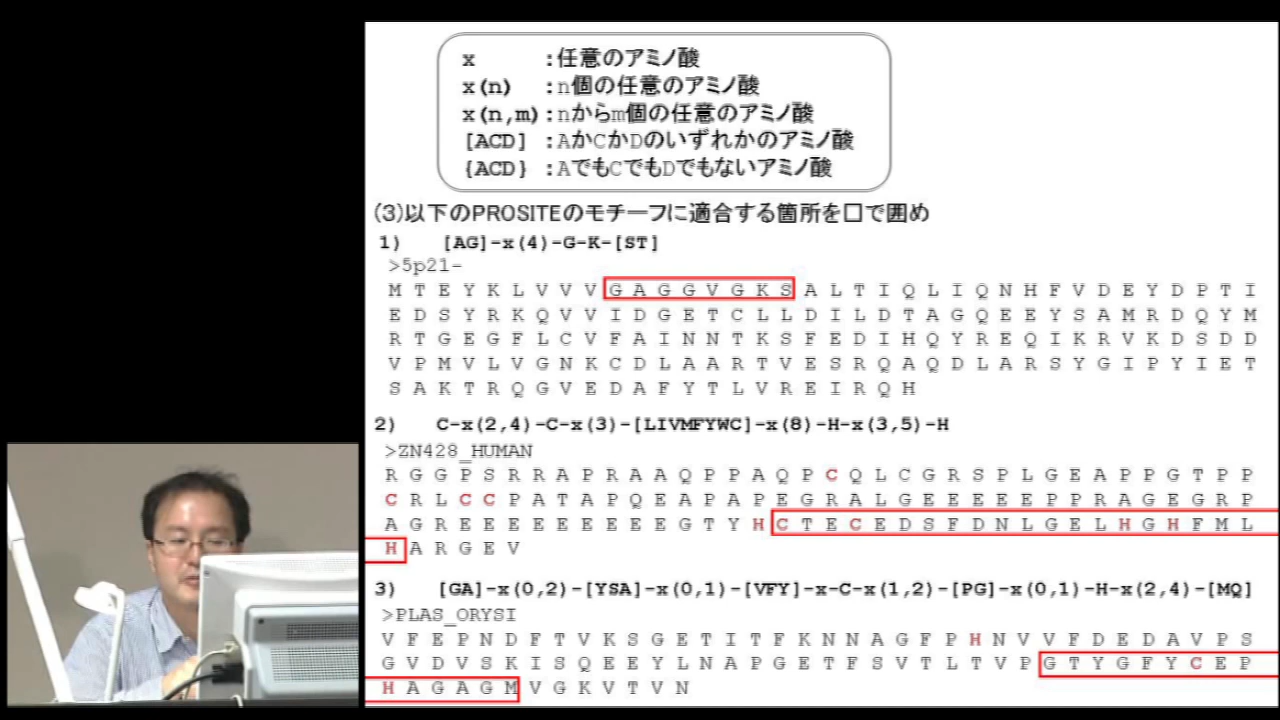 x :任意のアミノ酸
x(n) :n個の任意のアミノ酸
x(n,m):nからm個の任意のアミノ酸
[ACD] :AかCかDのいずれかのアミノ酸
{ACD} :AでもCでもDでもないアミノ酸
(3)以下のPROSITEのモチーフに適合する箇所を□で囲め
1) [AG]-x(4)-G-K-[ST]
>5p21-
M T E Y K L V V V G A G G V G K S A L T I Q L I Q N H F V D E Y D P T I
E D S Y R K Q V V I D G E T C L L D I L D T A G Q E E Y S A M R D Q Y M
R T G E G F L C V F A I N N T K S F E D I H Q Y R E Q I K R V K D S D D
V P M V L V G N K C D L A A R T V E S R Q A Q D L A R S Y G I P Y I E T
S A K T R Q G V E D A F Y T L V R E I R Q H
2) C-x(2,4)-C-x(3)-[LIVMFYWC]-x(8)-H-x(3,5)-H
>ZN428_HUMAN
R G G P S R R A P R A A Q P P A Q P C Q L C G R S P L G E A P P G T P P
C R L C C P A T A P Q E A P A P E G R A L G E E E E E P P R A G E G R P
A G R E E E E E E E E E G T Y H C T E C E D S F D N L G E L H G H F M L
H A R G E V
3) [GA]-x(0,2)-[YSA]-x(0,1)-[VFY]-x-C-x(1,2)-[PG]-x(0,1)-H-x(2,4)-[MQ]
>PLAS_ORYSI
V F E P N D F T V K S G E T I T F K N N A G F P H N V V F D E D A V P S
G V D V S K I S Q E E Y L N A P G E T F S V T L T V P G T Y G F Y C E P
H A G A G M V G K V T V N